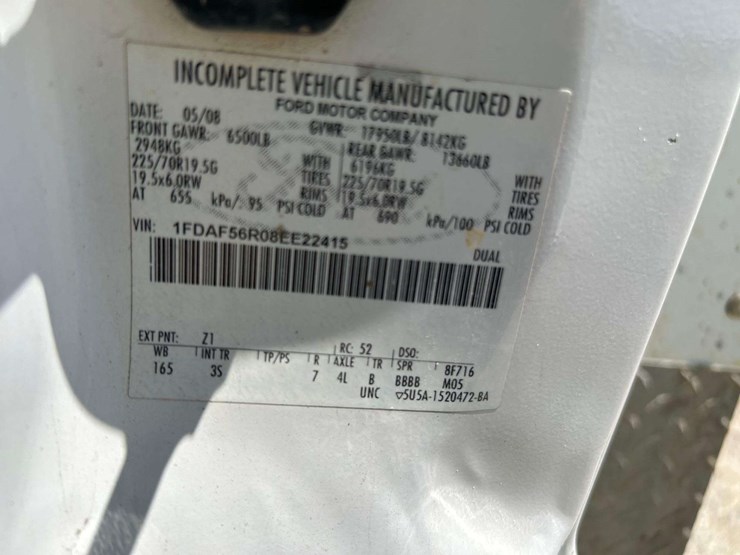 INCOMPLETE VEHICLE MANUFACTURED BY
FORD MOTOR COMPANY
DATE: 05/08 GVWR: 17950LB/ 8142KG
FRONT GAWR: 6500LB REAR GAWR: 13660LB
2948KG WITH 6196KG WITH
225/70R19.5G TIRES 225/70R19.5G TIRES
19.5x6.0RW RIMS 19.5x6.0RW RIMS
AT 655 kPa/ 95 PSI COLD AT 690 kPa/100 PSI COLD
VIN: 1FDAF56R08EE22415 DUAL
EXT PNT: Z1 RC: 52 DSO:
WB INT TR TP/PS R AXLE TR SPR 8F716
165 3S 7 4L B BBBB M05
UNC ▽5U5A-1520472-BA